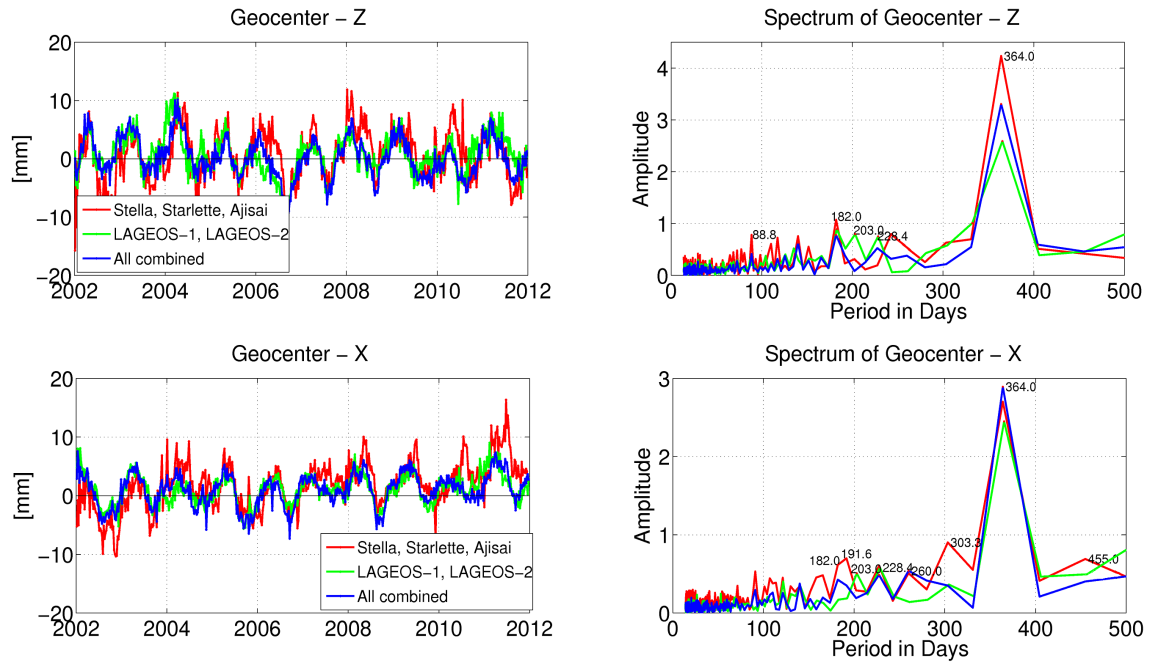 Geocenter – Z
[mm]
20
10
0
−10
−20
Stella, Starlette, Ajisai
LAGEOS−1, LAGEOS−2
All combined
2002 2004 2006 2008 2010 2012
Spectrum of Geocenter – Z
Amplitude
4
3
2
1
0
364.0
182.0
203.0
228.4
88.8
0 100 200 300 400 500
Period in Days
Geocenter – X
[mm]
20
10
0
−10
−20
Stella, Starlette, Ajisai
LAGEOS−1, LAGEOS−2
All combined
2002 2004 2006 2008 2010 2012
Spectrum of Geocenter – X
Amplitude
3
2
1
0
364.0
303.3
191.6
182.0
203.0
228.4
260.0
455.0
0 100 200 300 400 500
Period in Days